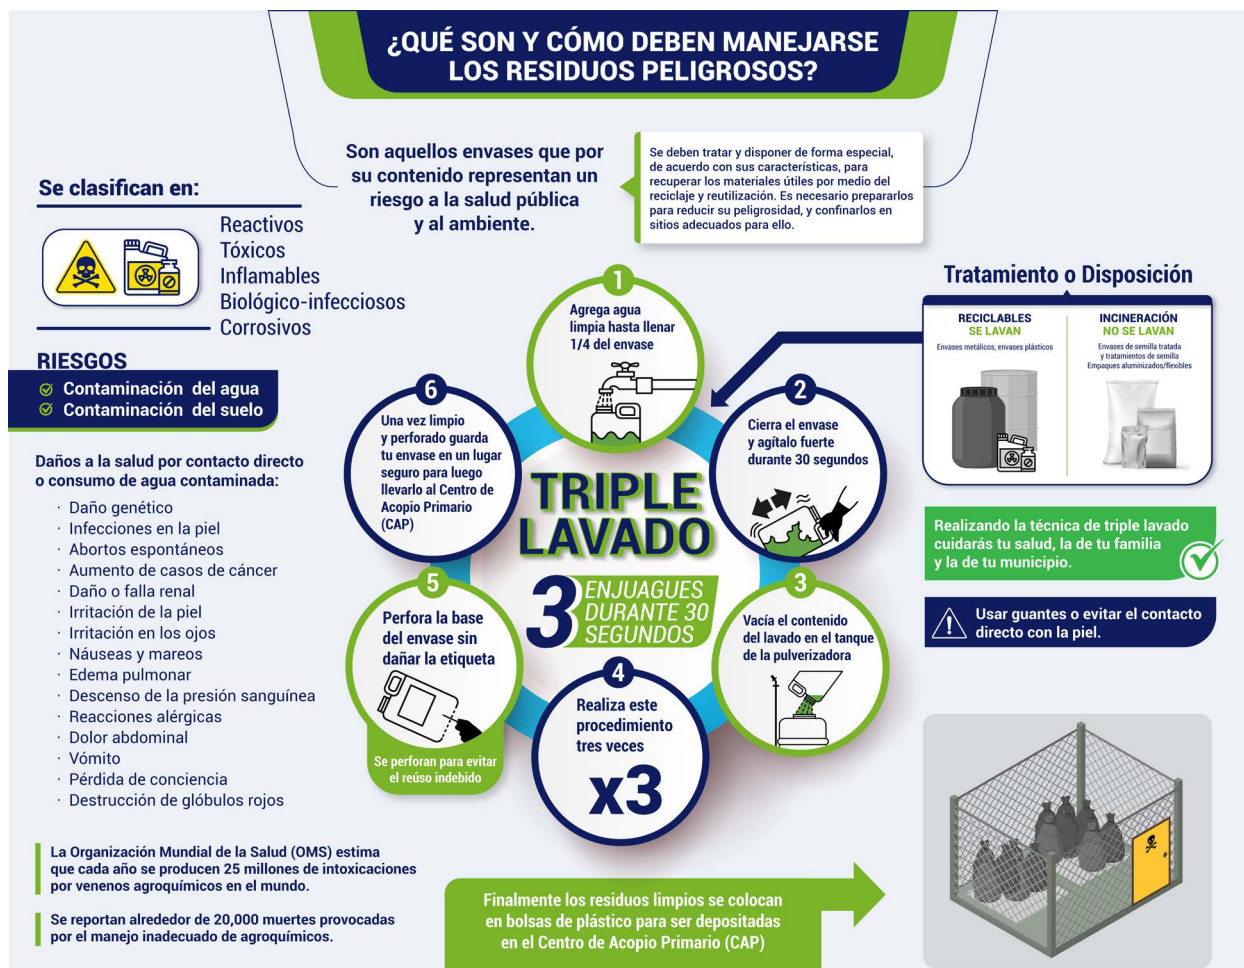 ¿QUÉ SON Y CÓMO DEBEN MANEJARSE
LOS RESIDUOS PELIGROSOS?
Son aquellos envases que por
su contenido representan un
riesgo a la salud pública
y al ambiente.
Se deben tratar y disponer de forma especial,
de acuerdo con sus características, para
recuperar los materiales útiles por medio del
reciclaje y reutilización. Es necesario prepararlos
para reducir su peligrosidad, y confinarlos en
sitios adecuados para ello.
Se clasifican en:
Reactivos
Tóxicos
Inflamables
Biológico-infecciosos
Corrosivos
RIESGOS
Contaminación del agua
Contaminación del suelo
Daños a la salud por contacto directo
o consumo de agua contaminada:
· Daño genético
· Infecciones en la piel
· Abortos espontáneos
· Aumento de casos de cáncer
· Daño o falla renal
· Irritación de la piel
· Irritación en los ojos
· Náuseas y mareos
· Edema pulmonar
· Descenso de la presión sanguínea
· Reacciones alérgicas
· Dolor abdominal
· Vómito
· Pérdida de conciencia
· Destrucción de glóbulos rojos
La Organización Mundial de la Salud (OMS) estima
que cada año se producen 25 millones de intoxicaciones
por venenos agroquímicos en el mundo.
Se reportan alrededor de 20,000 muertes provocadas
por el manejo inadecuado de agroquímicos.
TRIPLE
LAVADO
3 ENJUAGUES
DURANTE 30
SEGUNDOS
1
Agrega agua
limpia hasta llenar
1/4 del envase
2
Cierra el envase
y agítalo fuerte
durante 30 segundos
3
Vacía el contenido
del lavado en el tanque
de la pulverizadora
4
Realiza este
procedimiento
tres veces
x3
5
Perfora la base
del envase sin
dañar la etiqueta
Se perforan para evitar
el reúso indebido
6
Una vez limpio
y perforado guarda
tu envase en un lugar
seguro para luego
llevarlo al Centro de
Acopio Primario
(CAP)
Tratamiento o Disposición
RECICLABLES
SE LAVAN
Envases metálicos, envases plásticos
INCINERACIÓN
NO SE LAVAN
Envases de semilla tratada
y tratamientos de semilla
Empaques aluminizados/flexibles
Realizando la técnica de triple lavado
cuidarás tu salud, la de tu familia
y la de tu municipio.
Usar guantes o evitar el contacto
directo con la piel.
Finalmente los residuos limpios se colocan
en bolsas de plástico para ser depositadas
en el Centro de Acopio Primario (CAP)